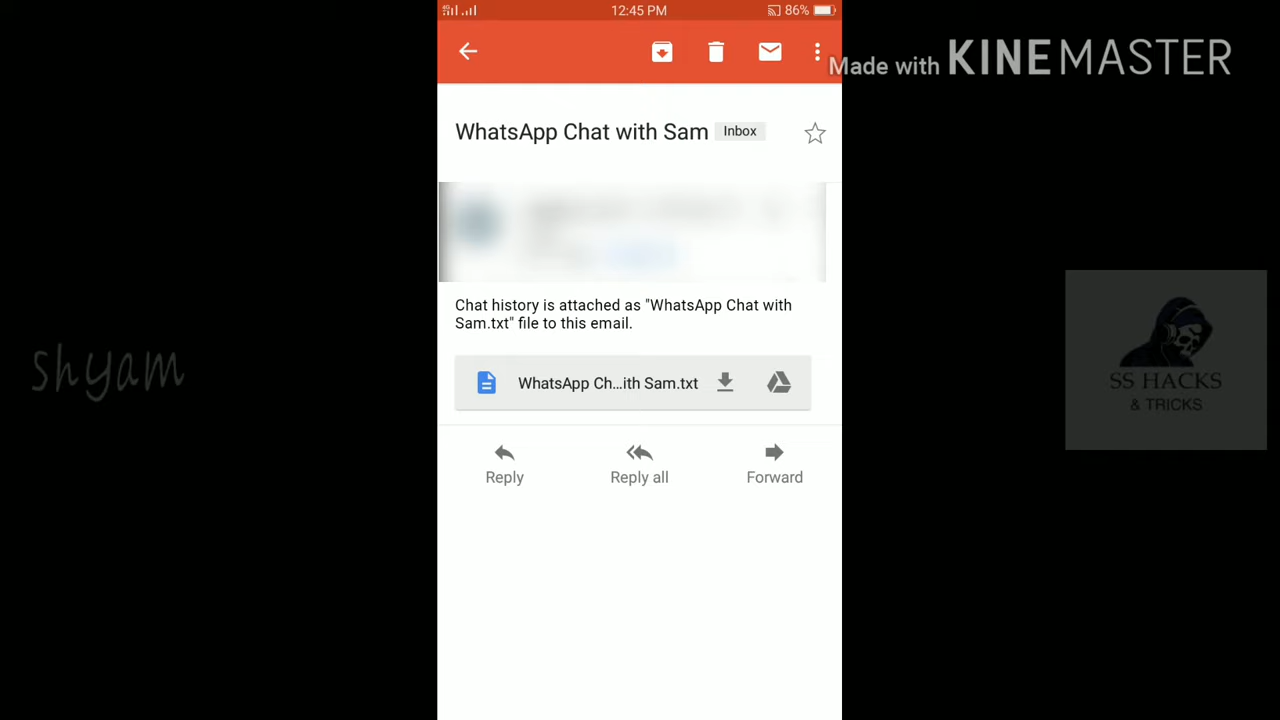 4G
12:45 PM
86%
Made with KINEMASTER
WhatsApp Chat with Sam Inbox
Chat history is attached as "WhatsApp Chat with
Sam.txt" file to this email.
WhatsApp Ch...ith Sam.txt
Reply
Reply all
Forward
shyam
SS HACKS
& TRICKS